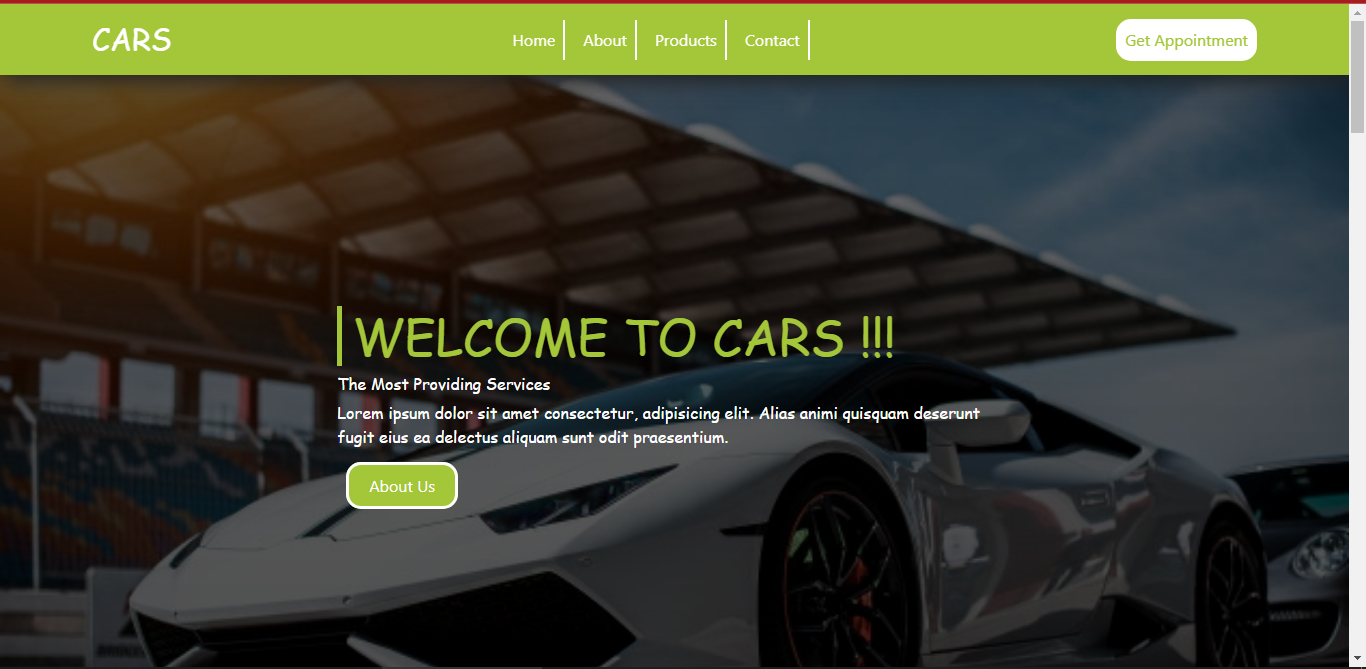 CARS
Home
About
Products
Contact
Get Appointment
WELCOME TO CARS !!!
The Most Providing Services
Lorem ipsum dolor sit amet consectetur, adipisicing elit. Alias animi quisquam deserunt
fugit eius ea delectus aliquam sunt odit praesentium.
About Us